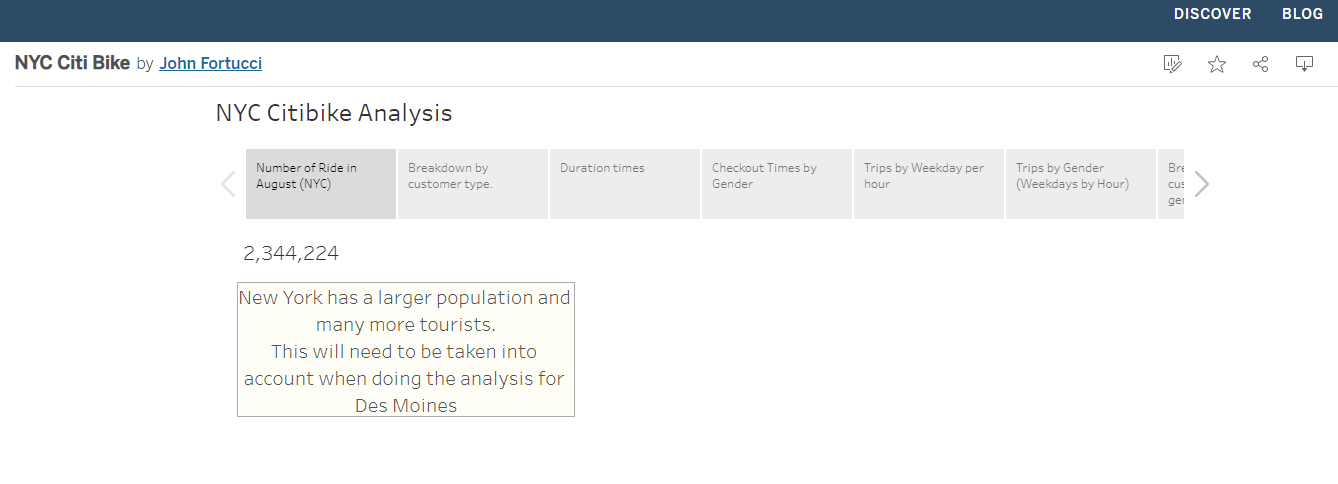 DISCOVER BLOG
NYC Citi Bike by John Fortucci
NYC Citibike Analysis
Number of Ride in
August (NYC)
Breakdown by
customer type.
Duration times
Checkout Times by
Gender
Trips by Weekday per
hour
Trips by Gender
(Weekdays by Hour)
2,344,224
New York has a larger population and
many more tourists.
This will need to be taken into
account when doing the analysis for
Des Moines